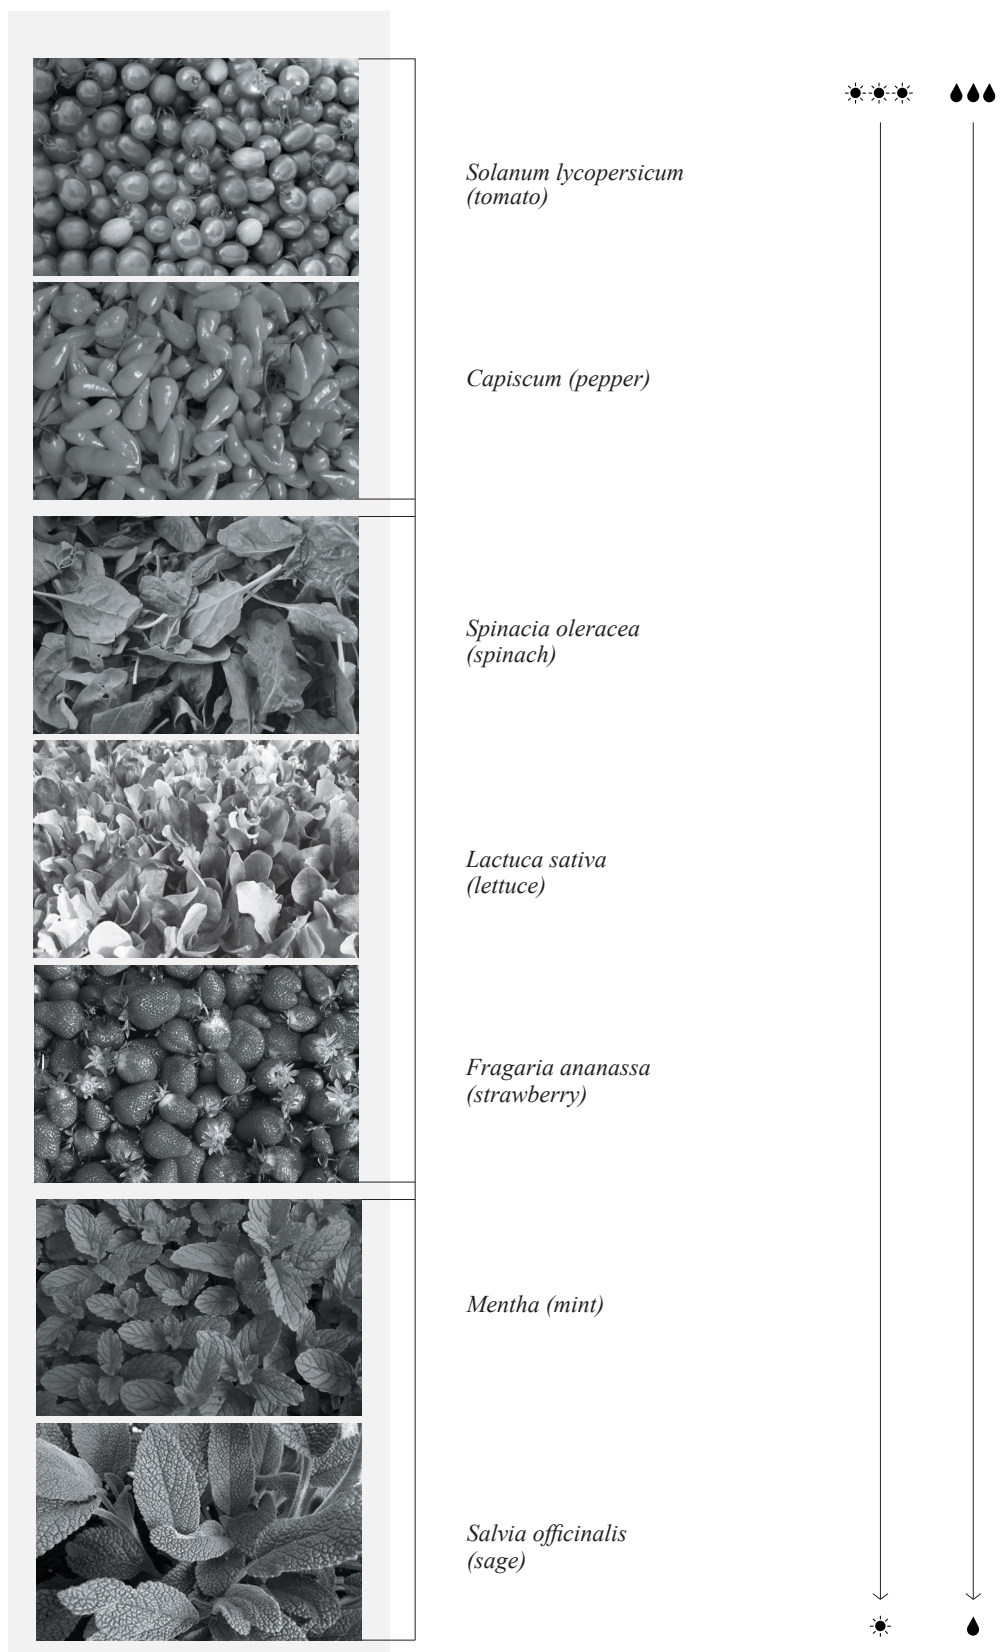 Solanum lycopersicum
(tomato)
Capiscum (pepper)
Spinacia oleracea
(spinach)
Lactuca sativa
(lettuce)
Fragaria ananassa
(strawberry)
Mentha (mint)
Salvia officinalis
(sage)